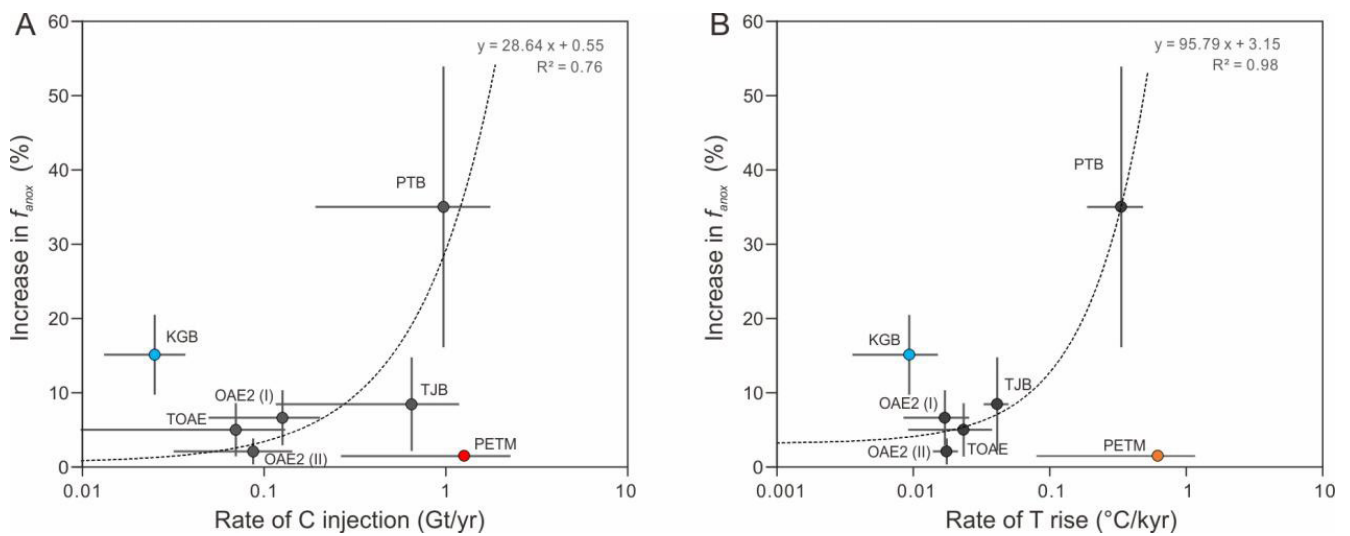 A
60
50
40
30
20
10
0
Increase in fanox (%)
y = 28.64 x + 0.55
R² = 0.76
PTB
KGB
OAE2 (I)
TJB
TOAE
OAE2 (II)
PETM
0.01
0.1
1
10
Rate of C injection (Gt/yr)
B
60
50
40
30
20
10
0
Increase in fanox (%)
y = 95.79 x + 3.15
R² = 0.98
PTB
KGB
TJB
OAE2 (I)
OAE2 (II)
TOAE
PETM
0.001
0.01
0.1
1
10
Rate of T rise (°C/kyr)